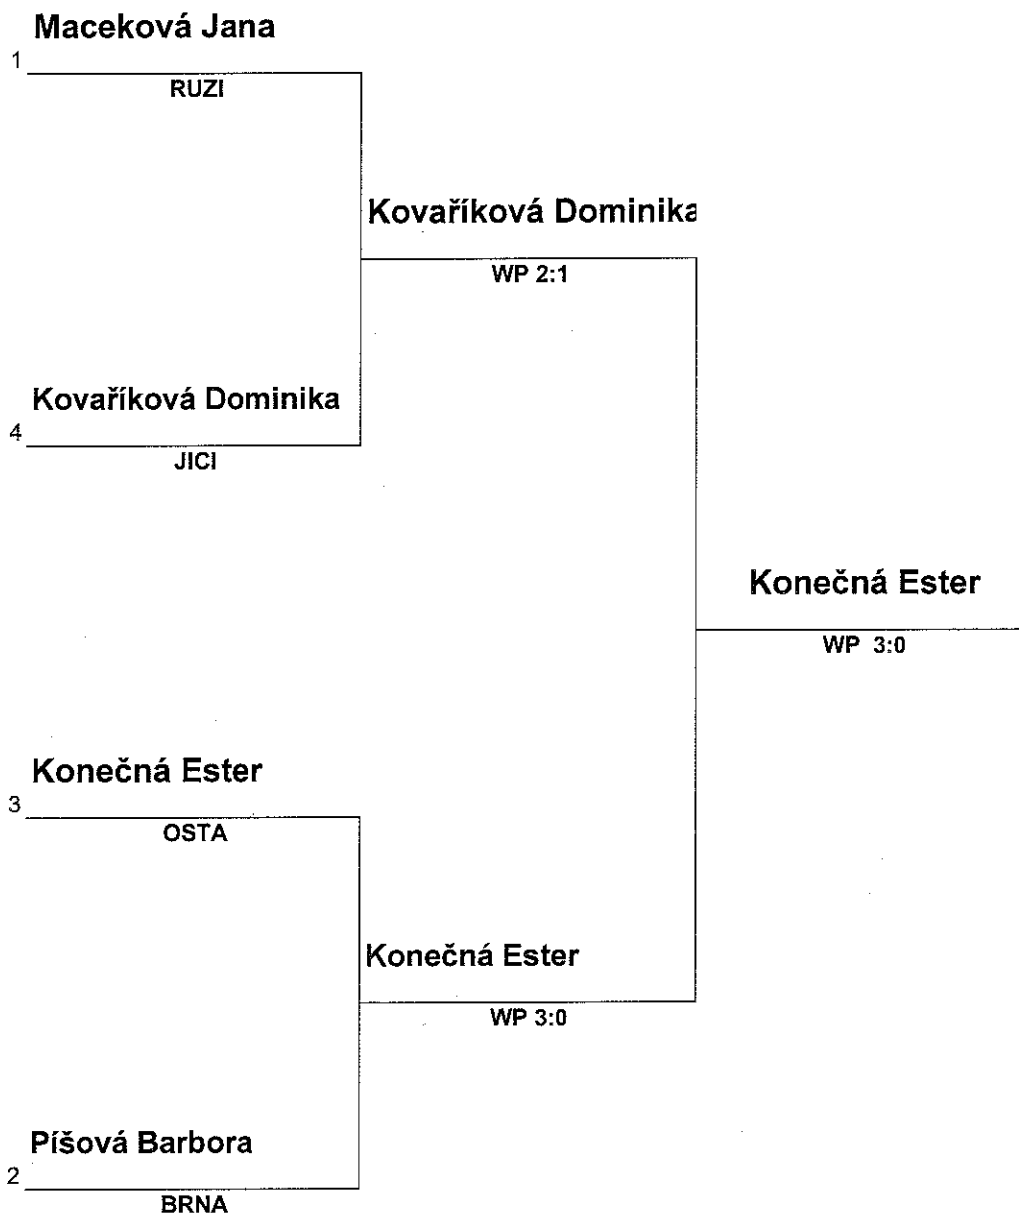 Maceková Jana
1
RUZI
Kovaříková Dominika
WP 2:1
Kovaříková Dominika
4
JICI
Konečná Ester
WP 3:0
Konečná Ester
3
OSTA
Konečná Ester
WP 3:0
Píšová Barbora
2
BRNA